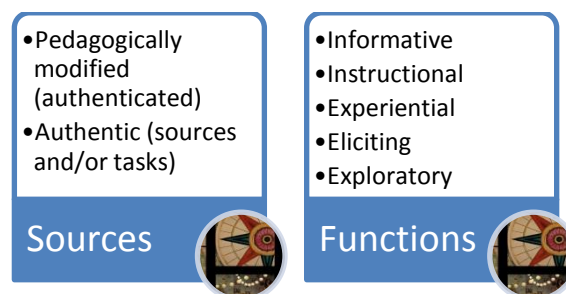 •Pedagogically
modified
(authenticated)
•Authentic (sources
and/or tasks)
Sources
•Informative
•Instructional
•Experiential
•Eliciting
•Exploratory
Functions